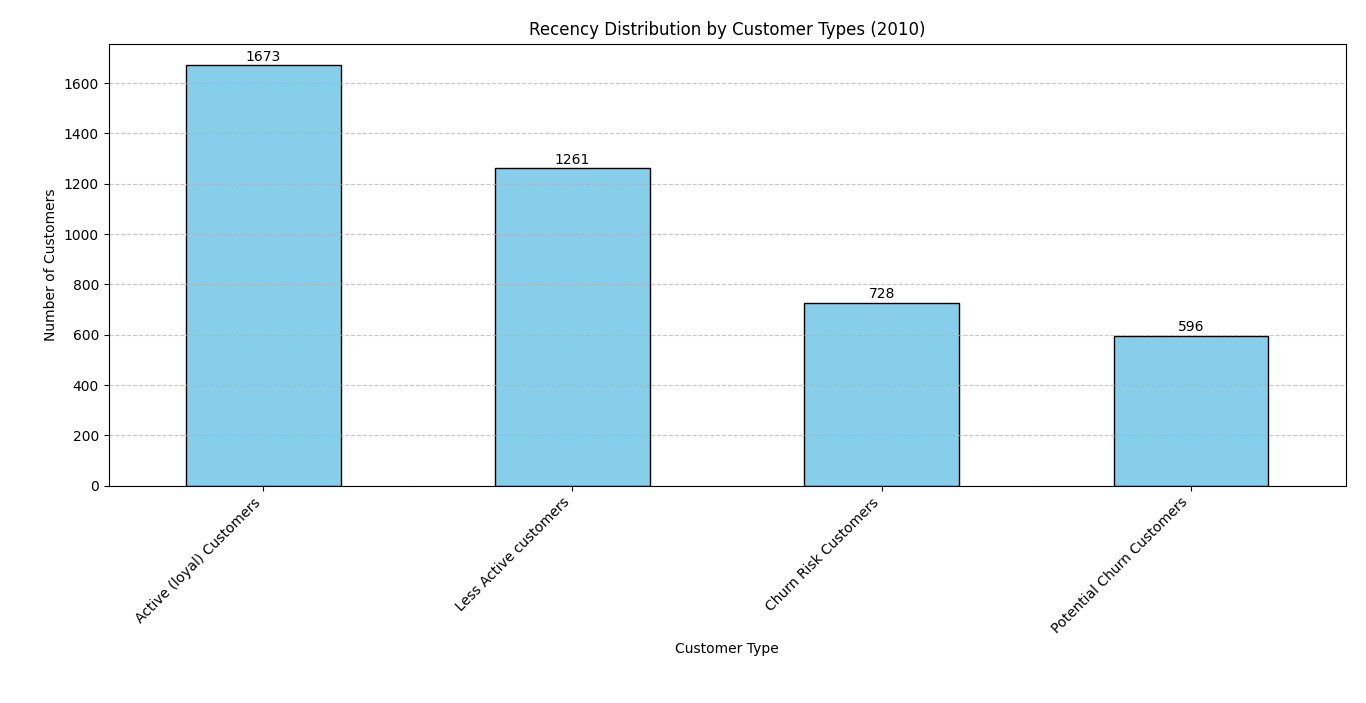 Recency Distribution by Customer Types (2010)
1673
1261
728
596
1600
1400
1200
1000
800
600
400
200
0
Number of Customers
Active (loyal) Customers
Less Active customers
Churn Risk Customers
Potential Churn Customers
Customer Type